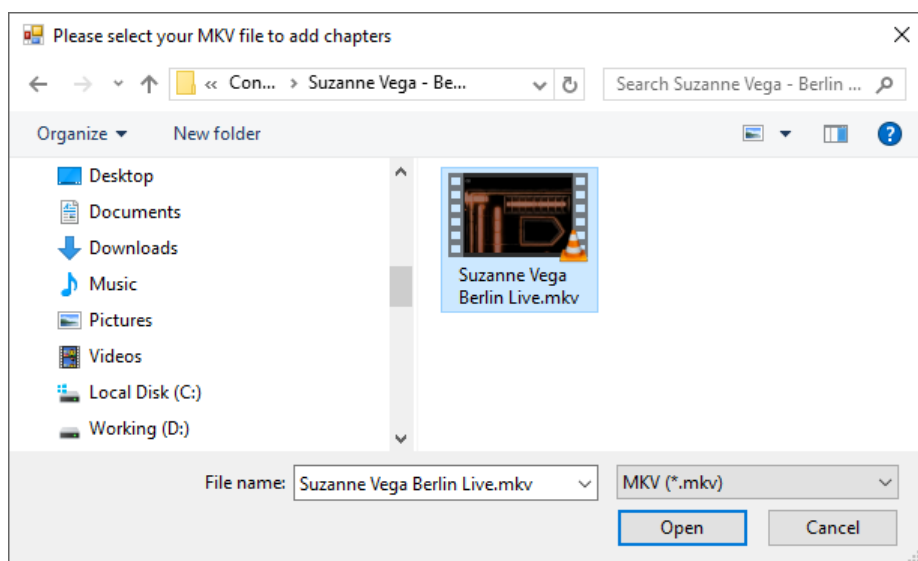 Please select your MKV file to add chapters
« Con... › Suzanne Vega - Be...
Search Suzanne Vega - Berlin ...
Organize
New folder
?
Desktop
Documents
Downloads
Music
Pictures
Videos
Local Disk (C:)
Working (D:)
Suzanne Vega
Berlin Live.mkv
File name: Suzanne Vega Berlin Live.mkv
MKV (*.mkv)
Open
Cancel